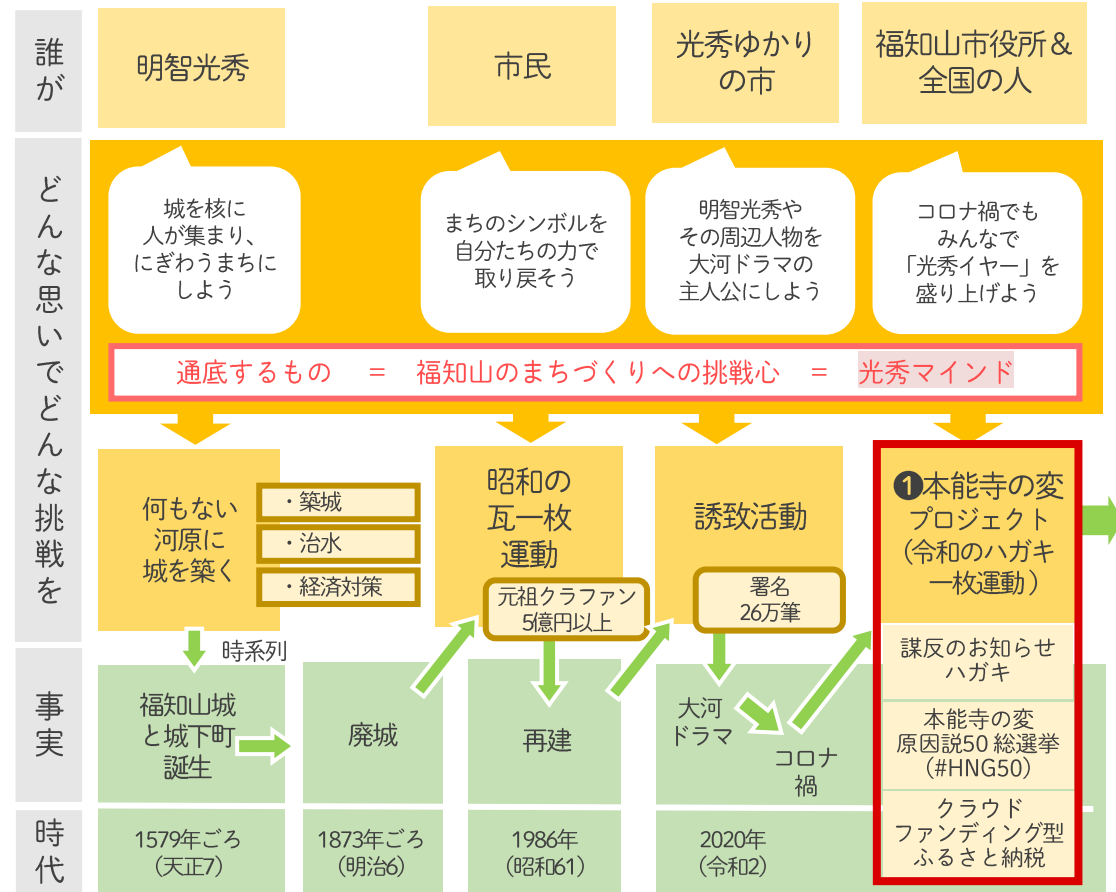 誰が
明智光秀
市民
光秀ゆかり
の市
福知山市役所&
全国の人
どんな思いでどんな挑戦を
城を核に
人が集まり、
にぎわうまちに
しよう
まちのシンボルを
自分たちの力で
取り戻そう
明智光秀や
その周辺人物を
大河ドラマの
主人公にしよう
コロナ禍でも
みんなで
「光秀イヤー」を
盛り上げよう
通底するもの = 福知山のまちづくりへの挑戦心 = 光秀マインド
何もない
河原に
城を築く
・築城
・治水
・経済対策
昭和の
瓦一枚
運動
元祖クラファン
5億円以上
誘致活動
署名
26万筆
❶本能寺の変
プロジェクト
(令和のハガキ
一枚運動)
謀反のお知らせ
ハガキ
本能寺の変
原因説50 総選挙
(#HNG50)
クラウド
ファンディング型
ふるさと納税
時系列
事実
福知山城
と城下町
誕生
廃城
再建
大河
ドラマ
コロナ
禍
時代
1579年ごろ
(天正7)
1873年ごろ
(明治6)
1986年
(昭和61)
2020年
(令和2)